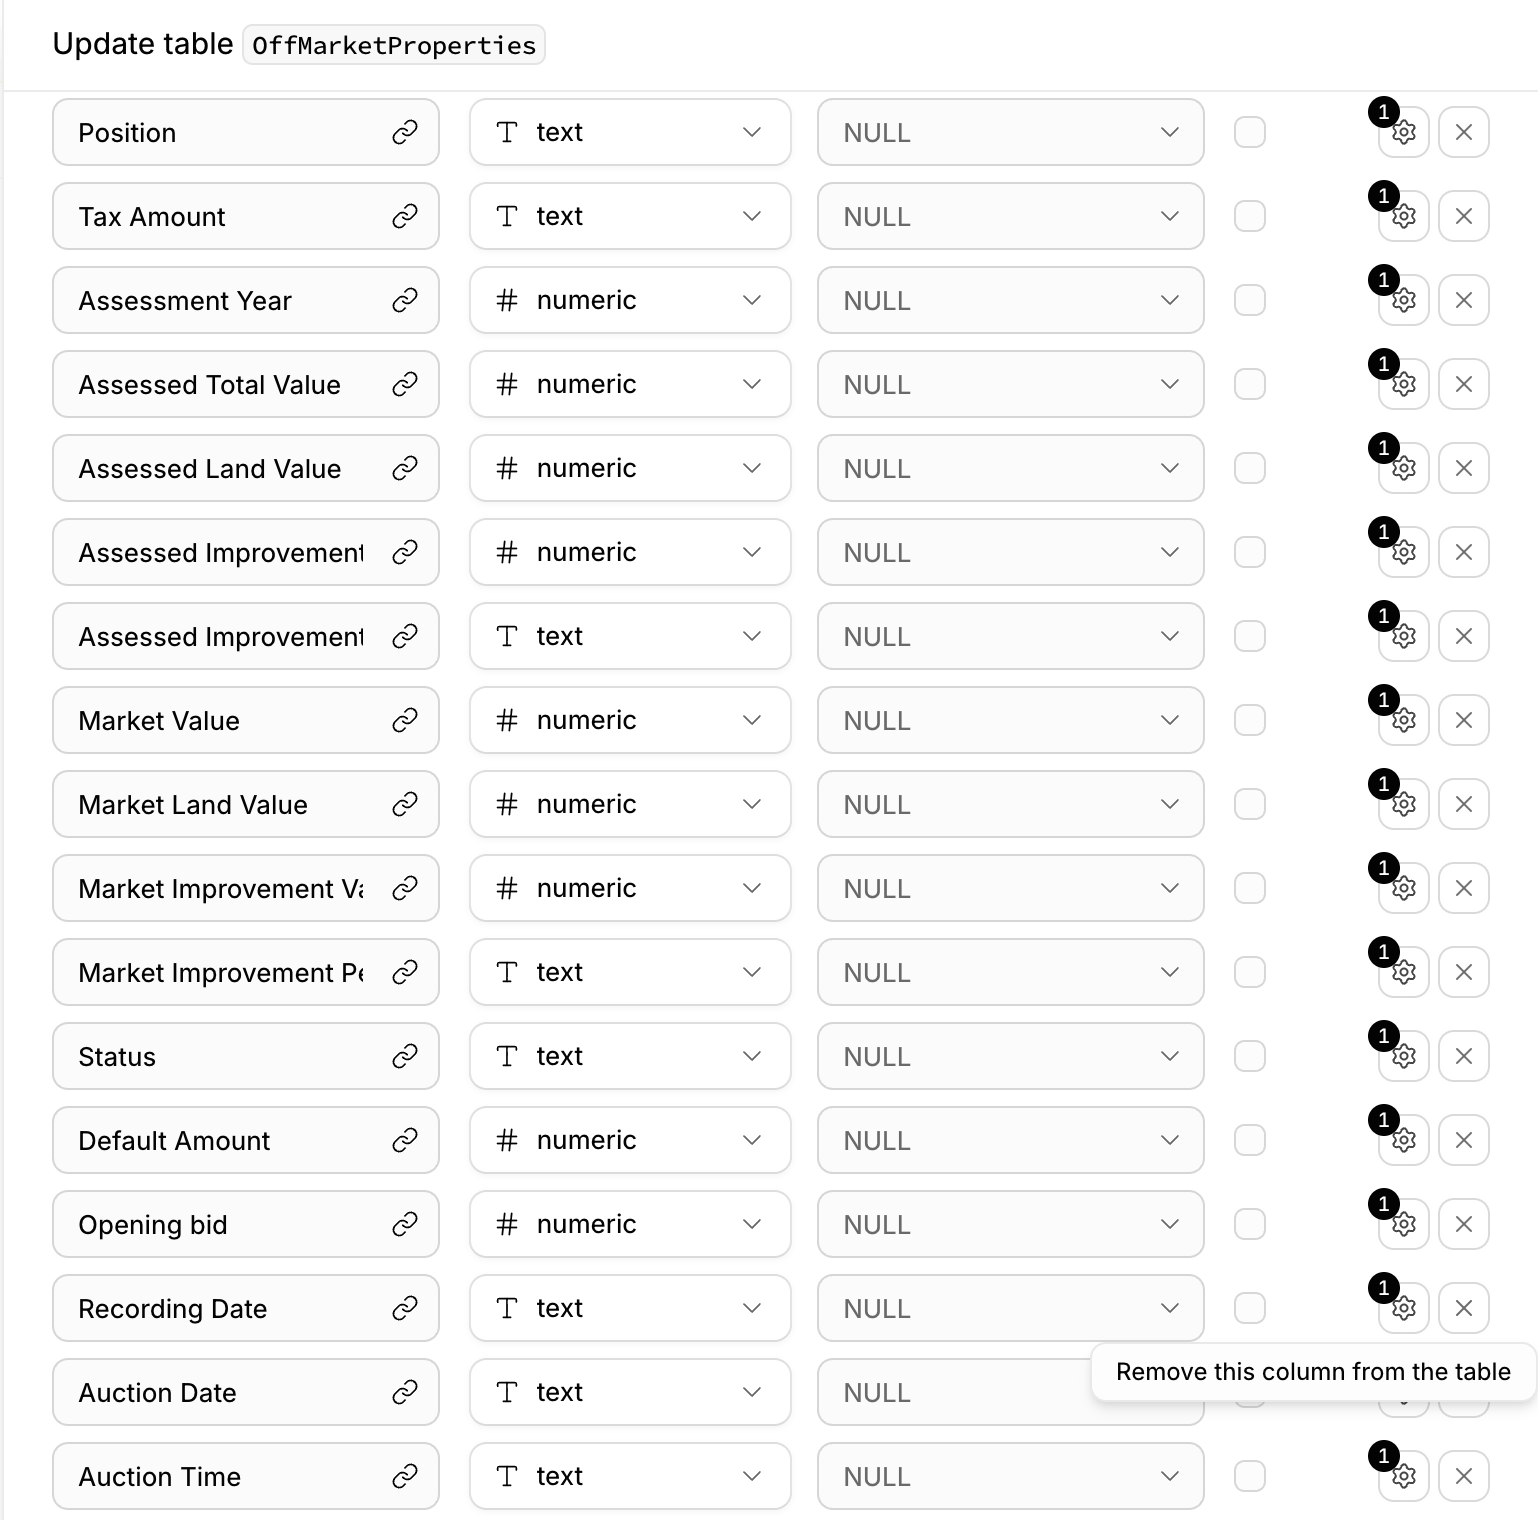 Update table OffMarketProperties
Position text NULL 1
Tax Amount text NULL 1
Assessment Year numeric NULL 1
Assessed Total Value numeric NULL 1
Assessed Land Value numeric NULL 1
Assessed Improvement numeric NULL 1
Assessed Improvement text NULL 1
Market Value numeric NULL 1
Market Land Value numeric NULL 1
Market Improvement Va numeric NULL 1
Market Improvement Pe text NULL 1
Status text NULL 1
Default Amount numeric NULL 1
Opening bid numeric NULL 1
Recording Date text NULL 1
Remove this column from the table
Auction Date text NULL
Auction Time text NULL 1